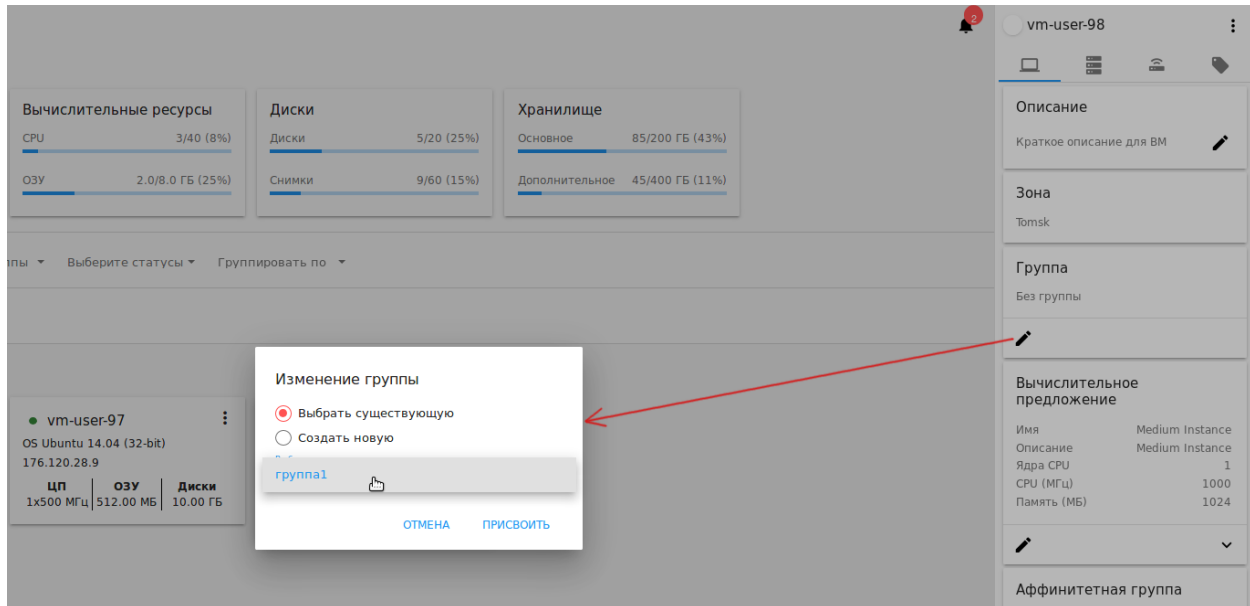 2
vm-user-98
Вычислительные ресурсы
CPU 3/40 (8%)
ОЗУ 2.0/8.0 ГБ (25%)
Диски
Диски 5/20 (25%)
Снимки 9/60 (15%)
Хранилище
Основное 85/200 ГБ (43%)
Дополнительное 45/400 ГБ (11%)
Выберите статусы
Группировать по
vm-user-97
OS Ubuntu 14.04 (32-bit)
176.120.28.9
ЦП ОЗУ Диски
1x500 МГц 512.00 МБ 10.00 ГБ
Изменение группы
Выбрать существующую
Создать новую
группа1
ОТМЕНА ПРИСВОИТЬ
Описание
Краткое описание для ВМ
Зона
Tomsk
Группа
Без группы
Вычислительное
предложение
Имя Medium Instance
Описание Medium Instance
Ядра CPU 1
CPU (МГц) 1000
Память (МБ) 1024
Аффинитетная группа